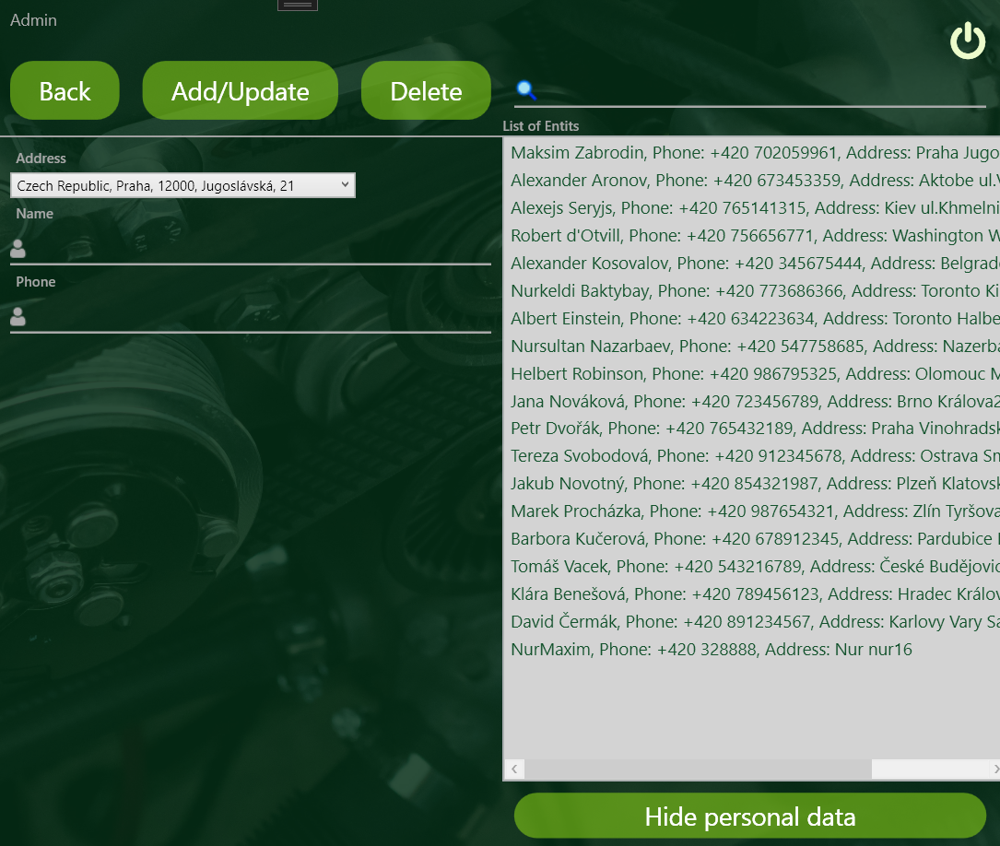 Admin
Back
Add/Update
Delete
List of Entits
Address
Czech Republic, Praha, 12000, Jugoslávská, 21
Name
Phone
Maksim Zabrodin, Phone: +420 702059961, Address: Praha Jugo
Alexander Aronov, Phone: +420 673453359, Address: Aktobe ul.V
Alexejs Seryjs, Phone: +420 765141315, Address: Kiev ul.Khmelni
Robert d'Otvill, Phone: +420 756656771, Address: Washington W
Alexander Kosovalov, Phone: +420 345675444, Address: Belgrade
Nurkeldi Baktybay, Phone: +420 773686366, Address: Toronto Ki
Albert Einstein, Phone: +420 634223634, Address: Toronto Halbe
Nursultan Nazarbaev, Phone: +420 547758685, Address: Nazerba
Helbert Robinson, Phone: +420 986795325, Address: Olomouc M
Jana Nováková, Phone: +420 723456789, Address: Brno Králova2
Petr Dvořák, Phone: +420 765432189, Address: Praha Vinohradsk
Tereza Svobodová, Phone: +420 912345678, Address: Ostrava Sm
Jakub Novotný, Phone: +420 854321987, Address: Plzeň Klatovsk
Marek Procházka, Phone: +420 987654321, Address: Zlín Tyršova
Barbora Kučerová, Phone: +420 678912345, Address: Pardubice
Tomáš Vacek, Phone: +420 543216789, Address: České Budějovic
Klára Benešová, Phone: +420 789456123, Address: Hradec Králov
David Čermák, Phone: +420 891234567, Address: Karlovy Vary Sa
NurMaxim, Phone: +420 328888, Address: Nur nur16
Hide personal data